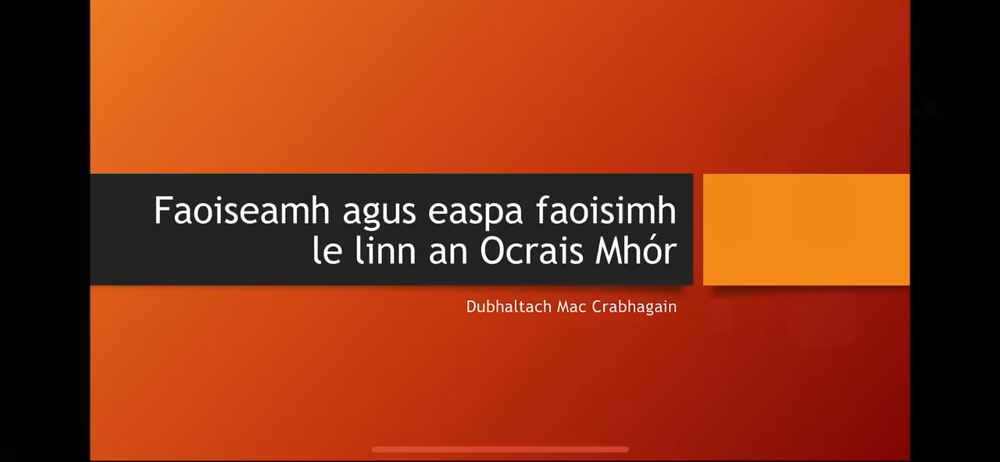 Faoiseamh agus easpa faoisimh
le linn an Ocrais Mhór
Dubhaltach Mac Crabhagain